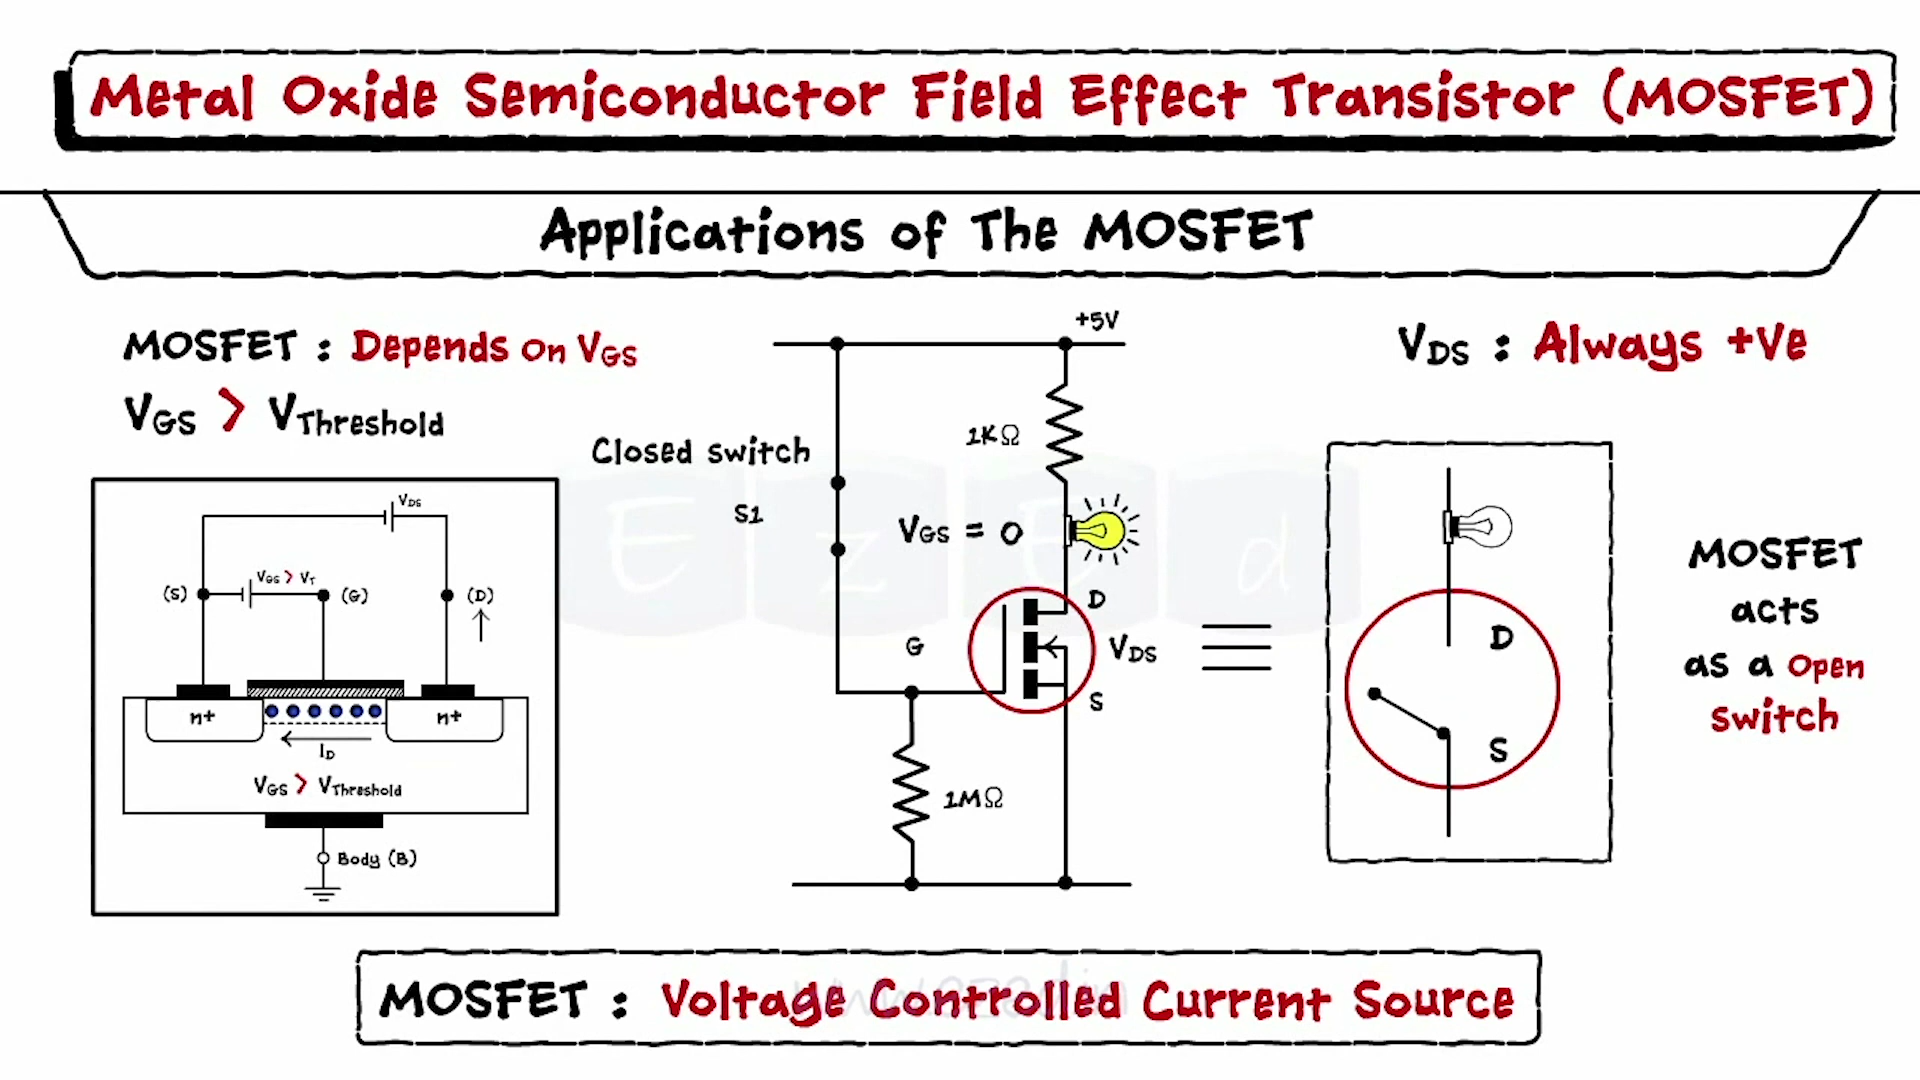 Metal Oxide Semiconductor Field Effect Transistor (MOSFET)
Applications of The MOSFET
MOSFET : Depends on VGS
VGS > VThreshold
VDS
(S)
VGS > VT
(G)
(D)
n+
n+
ID
VGS > VThreshold
Body (B)
+5V
Closed switch
S1
1KΩ
VGS = 0
D
G
VDS
S
1MΩ
VDS : Always +Ve
D
S
MOSFET
acts
as a Open
switch
EzEd
MOSFET : Voltage Controlled Current Source